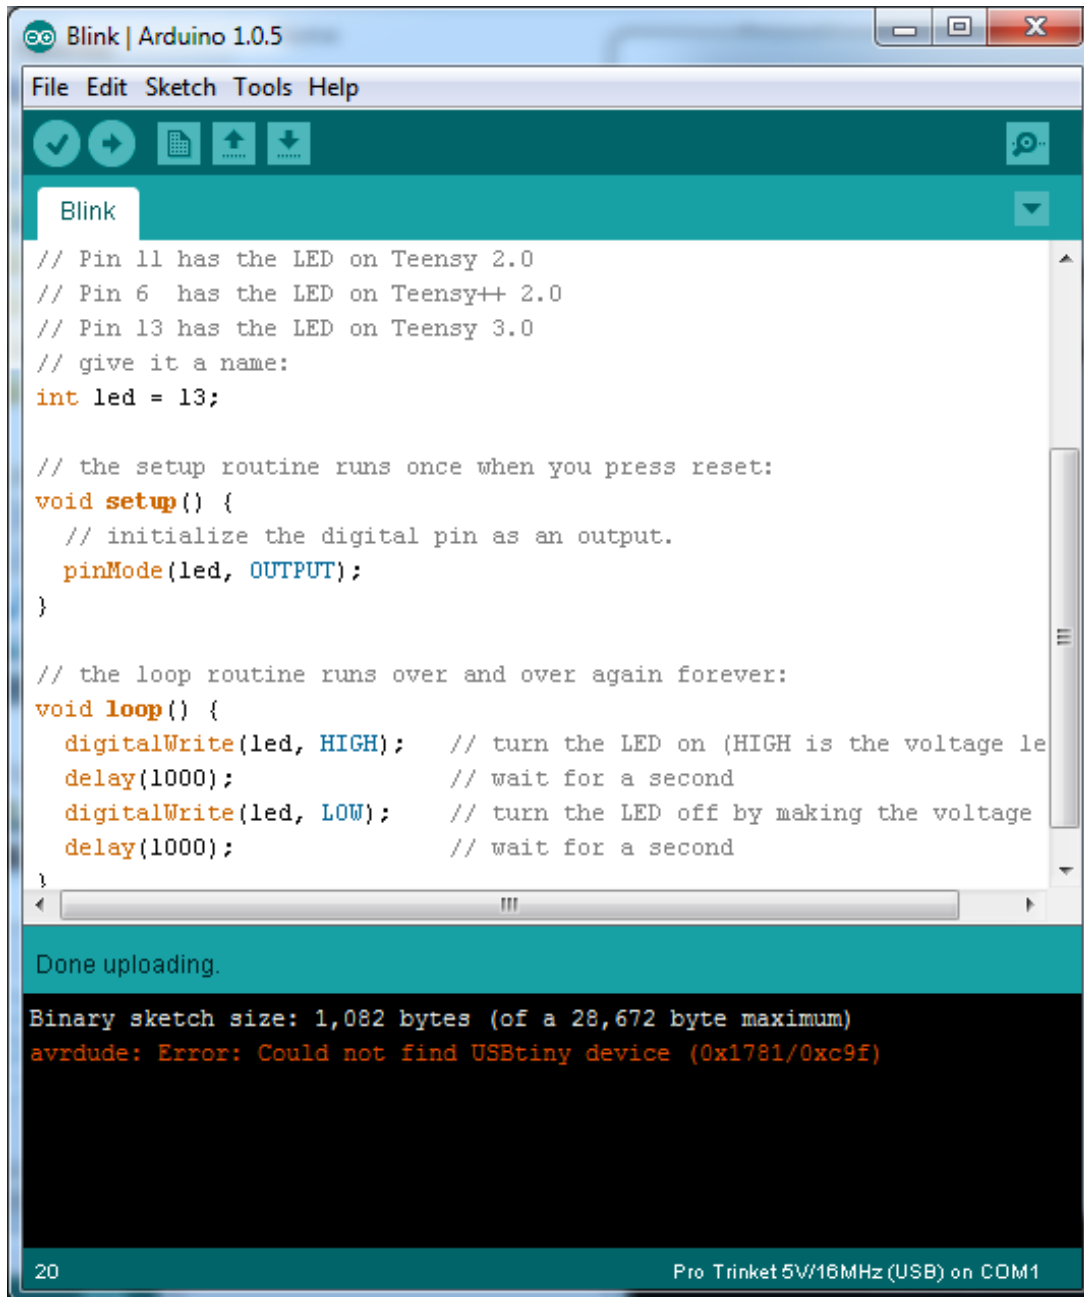 Blink | Arduino 1.0.5
File Edit Sketch Tools Help
Blink
// Pin 11 has the LED on Teensy 2.0
// Pin 6  has the LED on Teensy++ 2.0
// Pin 13 has the LED on Teensy 3.0
// give it a name:
int led = 13;
// the setup routine runs once when you press reset:
void setup() {
  // initialize the digital pin as an output.
  pinMode(led, OUTPUT);
}
// the loop routine runs over and over again forever:
void loop() {
  digitalWrite(led, HIGH);   // turn the LED on (HIGH is the voltage le
  delay(1000);               // wait for a second
  digitalWrite(led, LOW);    // turn the LED off by making the voltage
  delay(1000);               // wait for a second
}
Done uploading.
Binary sketch size: 1,082 bytes (of a 28,672 byte maximum)
avrdude: Error: Could not find USBtiny device (0x1781/0xc9f)
20 Pro Trinket 5V/16MHz (USB) on COM1